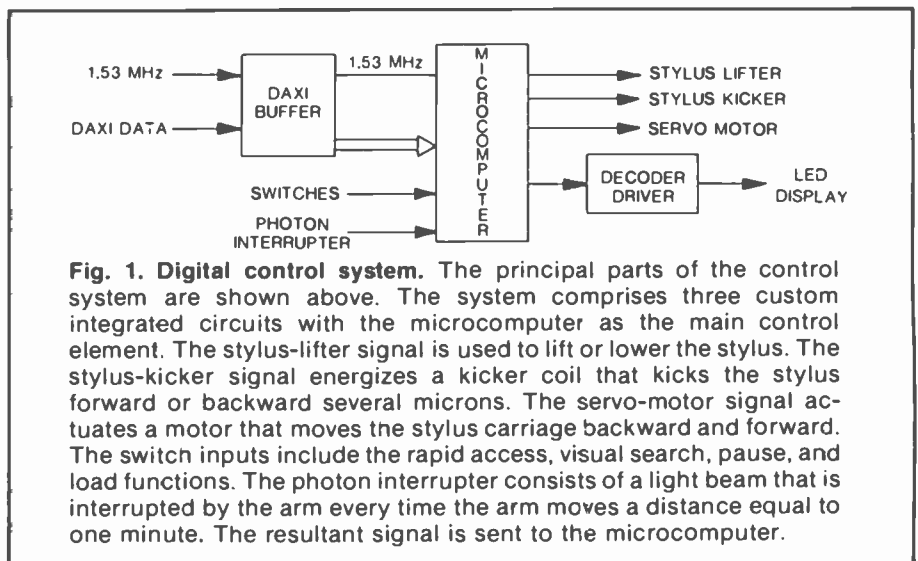 1.53 MHz
DAXI DATA
DAXI
BUFFER
1.53 MHz
SWITCHES
PHOTON
INTERRUPTER
MICROCOMPUTER
STYLUS LIFTER
STYLUS KICKER
SERVO MOTOR
DECODER
DRIVER
LED
DISPLAY
Fig. 1. Digital control system. The principal parts of the control
system are shown above. The system comprises three custom
integrated circuits with the microcomputer as the main control
element. The stylus-lifter signal is used to lift or lower the stylus. The
stylus-kicker signal energizes a kicker coil that kicks the stylus
forward or backward several microns. The servo-motor signal ac-
tuates a motor that moves the stylus carriage backward and forward.
The switch inputs include the rapid access, visual search, pause, and
load functions. The photon interrupter consists of a light beam that is
interrupted by the arm every time the arm moves a distance equal to
one minute. The resultant signal is sent to the microcomputer.